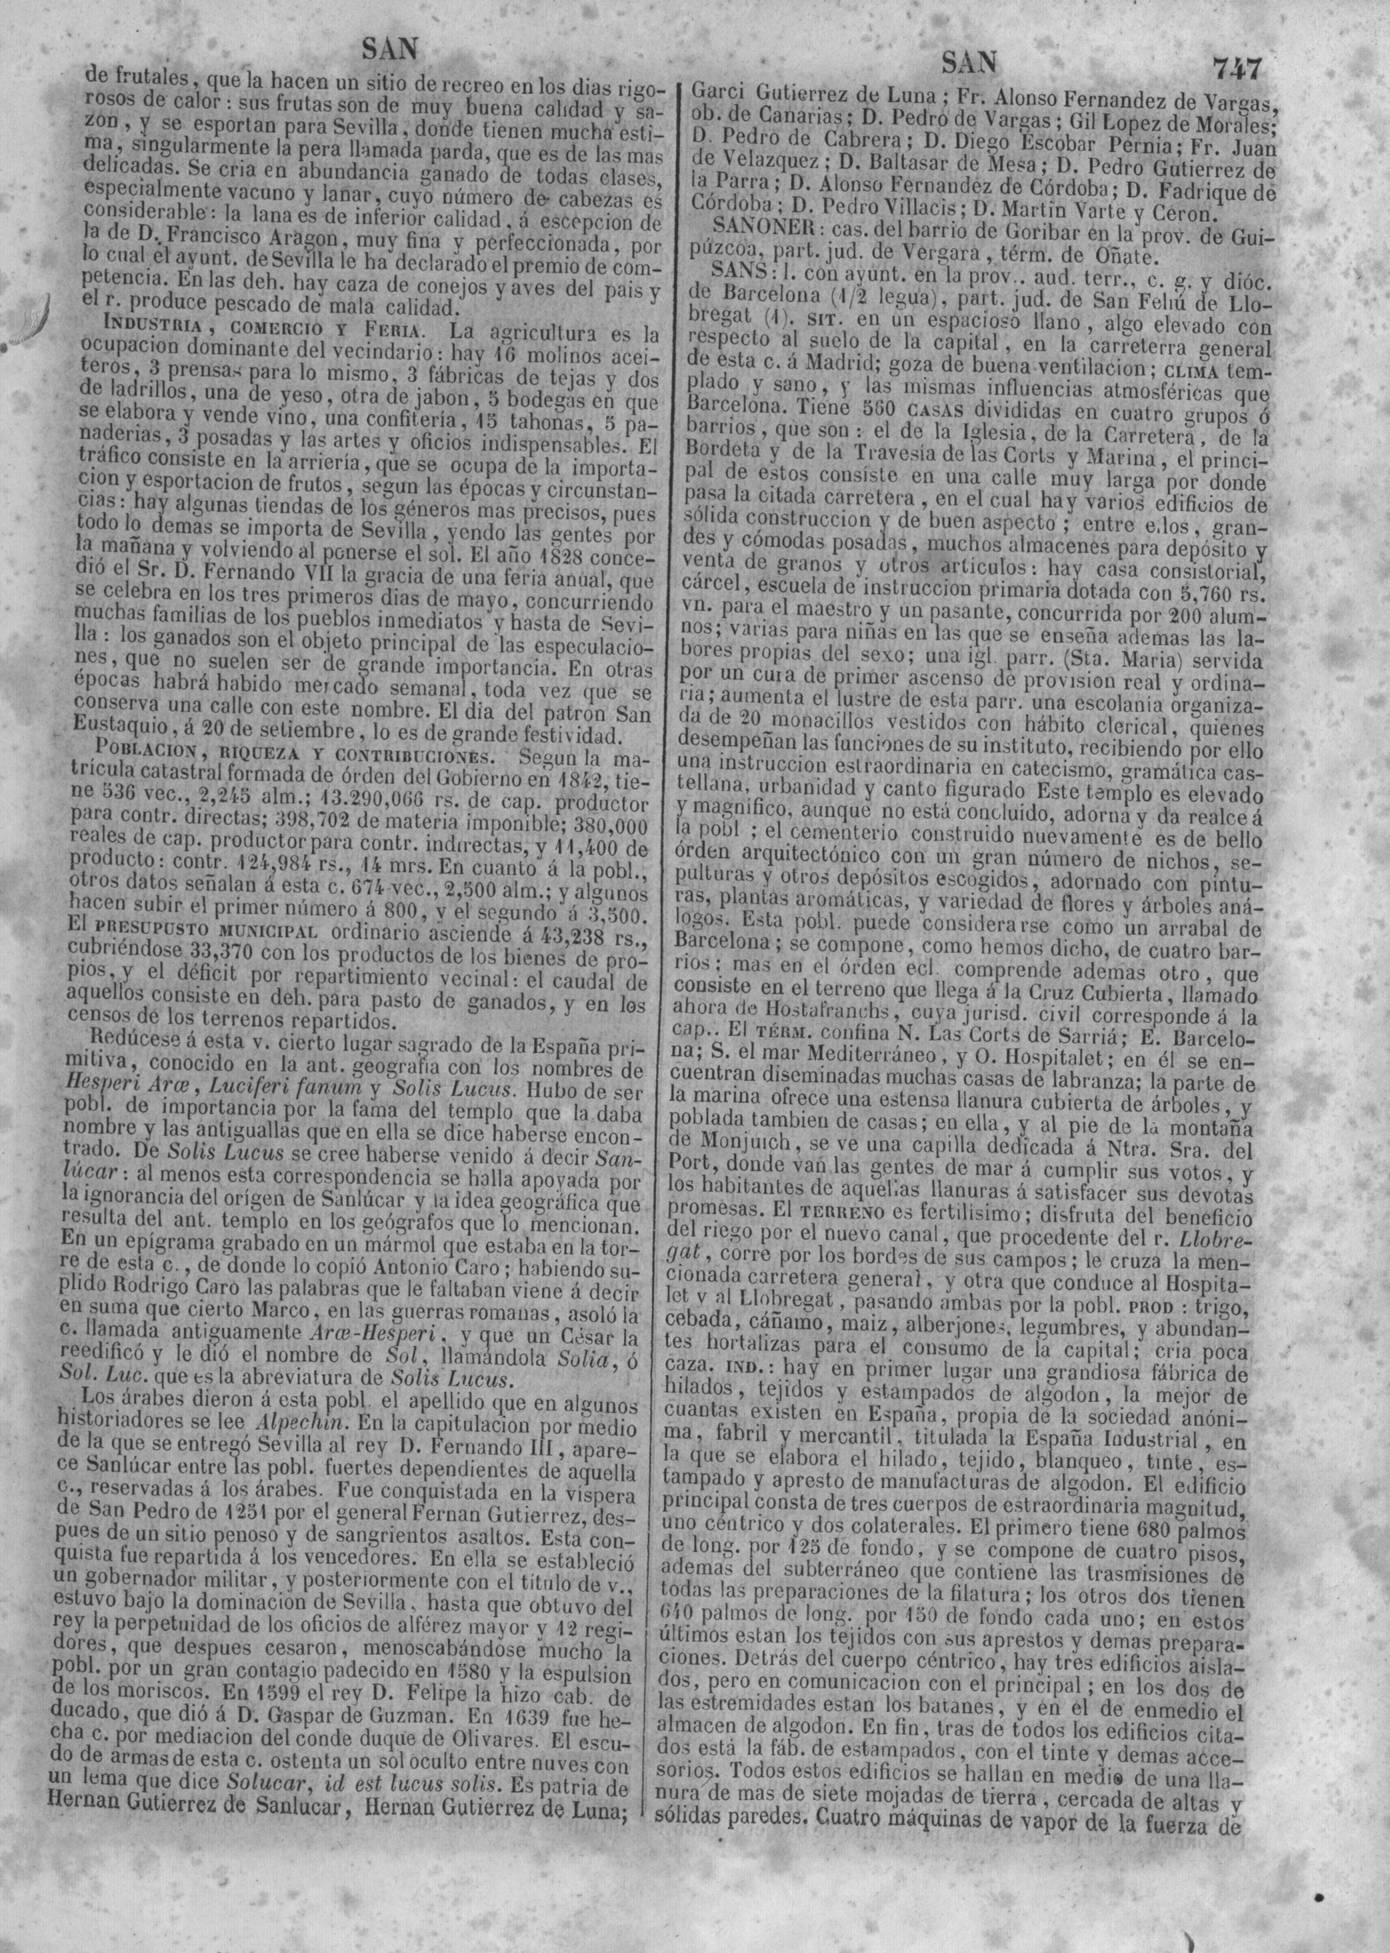 SAN
de frutales, que la hacen un sitio de recreo en los dias rigo-
rosos de calor: sus frutas son de muy buena calidad y sa-
zon, y se esportan para Sevilla, donde tienen mucha esti-
ma, singularmente la pera llamada parda, que es de las mas
delicadas. Se cria en abundancia ganado de todas clases,
especialmente vacuno y lanar, cuyo número de cabezas es
considerable: la lana es de inferior calidad, á escepcion de
la de D. Francisco Aragon, muy fina y perfeccionada, por
lo cual el ayunt. de Sevilla le ha declarado el premio de com-
petencia. En las deh. hay caza de conejos y aves del pais y
el r. produce pescado de mala calidad.
INDUSTRIA, COMERCIO Y FERIA. La agricultura es la
ocupacion dominante del vecindario: hay 16 molinos acei-
teros, 3 prensas para lo mismo, 3 fábricas de tejas y dos
de ladrillos, una de yeso, otra de jabon, 5 bodegas en que
se elabora y vende vino, una confitería, 15 tahonas, 5 pa-
naderias, 3 posadas y las artes y oficios indispensables. El
tráfico consiste en la arriería, que se ocupa de la importa-
cion y esportacion de frutos, segun las épocas y circunstan-
cias: hay algunas tiendas de los géneros mas precisos, pues
todo lo demas se importa de Sevilla, yendo las gentes por
la mañana y volviendo al ponerse el sol. El año 1828 conce-
dió el Sr. D. Fernando VII la gracia de una feria anual, que
se celebra en los tres primeros dias de mayo, concurriendo
muchas familias de los pueblos inmediatos y hasta de Sevi-
lla: los ganados son el objeto principal de las especulacio-
nes, que no suelen ser de grande importancia. En otras
épocas habrá habido mercado semanal, toda vez que se
conserva una calle con este nombre. El dia del patron San
Eustaquio, á 20 de setiembre, lo es de grande festividad.
POBLACION, RIQUEZA Y CONTRIBUCIONES. Segun la ma-
trícula catastral formada de órden del Gobierno en 1842, tie-
ne 536 vec., 2,245 alm.; 13.290,066 rs. de cap. productor
para contr. directas; 398,702 de materia imponible; 380,000
reales de cap. productor para contr. indirectas, y 11,400 de
producto: contr. 124,984 rs., 14 mrs. En cuanto á la pobl.,
otros datos señalan á esta c. 674 vec., 2,500 alm.; y algunos
hacen subir el primer número á 800, y el segundo á 3,500.
El PRESUPUSTO MUNICIPAL ordinario asciende á 43,238 rs.,
cubriéndose 33,370 con los productos de los bienes de pro-
pios, y el déficit por repartimiento vecinal: el caudal de
aquellos consiste en deh. para pasto de ganados, y en los
censos de los terrenos repartidos.
Redúcese á esta v. cierto lugar sagrado de la España pri-
mitiva, conocido en la ant. geografia con los nombres de
Hesperi Aræ, Luciferi fanum y Solis Lucus. Hubo de ser
pobl. de importancia por la fama del templo que la daba
nombre y las antiguallas que en ella se dice haberse encon-
trado. De Solis Lucus se cree haberse venido á decir San-
lúcar: al menos esta correspondencia se halla apoyada por
la ignorancia del orígen de Sanlúcar y la idea geográfica que
resulta del ant. templo en los geógrafos que lo mencionan.
En un epígrama grabado en un mármol que estaba en la tor-
re de esta c., de donde lo copió Antonio Caro; habiendo su-
plido Rodrigo Caro las palabras que le faltaban viene á decir
en suma que cierto Marco, en las guerras romanas, asoló la
c. llamada antiguamente Aræ-Hesperi, y que un César la
reedificó y le dió el nombre de Sol, llamándola Solia, ó
Sol. Luc. que es la abreviatura de Solis Lucus.
Los árabes dieron á esta pobl. el apellido que en algunos
historiadores se lee Alpechin. En la capitulacion por medio
de la que se entregó Sevilla al rey D. Fernando III, apare-
ce Sanlúcar entre las pobl. fuertes dependientes de aquella
c., reservadas á los árabes. Fue conquistada en la víspera
de San Pedro de 1251 por el general Fernan Gutierrez, des-
pues de un sitio penoso y de sangrientos asaltos. Esta con-
quista fue repartida á los vencedores. En ella se estableció
un gobernador militar, y posteriormente con el titulo de v.,
estuvo bajo la dominacion de Sevilla, hasta que obtuvo del
rey la perpetuidad de los oficios de alférez mayor y 12 regi-
dores, que despues cesaron, menoscabándose mucho la
pobl. por un gran contagio padecido en 1580 y la espulsion
de los moriscos. En 1599 el rey D. Felipe la hizo cab. de
ducado, que dió á D. Gaspar de Guzman. En 1639 fue he-
cha c. por mediacion del conde duque de Olivares. El escu-
do de armas de esta c. ostenta un sol oculto entre nuves con
un lema que dice Solucar, id est lucus solis. Es patria de
Hernan Gutierrez de Sanlucar, Hernan Gutierrez de Luna;
SAN 747
Garci Gutierrez de Luna; Fr. Alonso Fernandez de Vargas,
ob. de Canarias; D. Pedro de Vargas; Gil Lopez de Morales;
D. Pedro de Cabrera; D. Diego Escobar Pernia; Fr. Juan
de Velazquez; D. Baltasar de Mesa; D. Pedro Gutierrez de
la Parra; D. Alonso Fernandez de Córdoba; D. Fadrique de
Córdoba; D. Pedro Villacis; D. Martin Varte y Ceron.
SANONER: cas. del barrio de Goribar en la prov. de Gui-
púzcoa, part. jud. de Vergara, térm. de Oñate.
SANS: l. con ayunt. en la prov., aud. terr., c. g. y dióc.
de Barcelona (1/2 legua), part. jud. de San Feliú de Llo-
bregat (1). SIT. en un espacioso llano, algo elevado con
respecto al suelo de la capital, en la carreterra general
de esta c. á Madrid; goza de buena ventilacion; CLIMA tem-
plado y sano, y las mismas influencias atmosféricas que
Barcelona. Tiene 560 CASAS divididas en cuatro grupos ó
barrios, que son: el de la Iglesia, de la Carretera, de la
Bordeta y de la Travesía de las Corts y Marina, el princi-
pal de estos consiste en una calle muy larga por donde
pasa la citada carretera, en el cual hay varios edificios de
sólida construccion y de buen aspecto; entre ellos, gran-
des y cómodas posadas, muchos almacenes para depósito y
venta de granos y otros articulos: hay casa consistorial,
cárcel, escuela de instruccion primaria dotada con 5,760 rs.
vn. para el maestro y un pasante, concurrida por 200 alum-
nos; varias para niñas en las que se enseña ademas las la-
bores propias del sexo; una igl. parr. (Sta. Maria) servida
por un cura de primer ascenso de provision real y ordina-
ria; aumenta el lustre de esta parr. una escolania organiza-
da de 20 monacillos vestidos con hábito clerical, quienes
desempeñan las funciones de su instituto, recibiendo por ello
una instruccion estraordinaria en catecismo, gramática cas-
tellana, urbanidad y canto figurado Este templo es elevado
y magnífico, aunque no está concluido, adorna y da realce á
la pobl ; el cementerio construido nuevamente es de bello
órden arquitectónico con un gran número de nichos, se-
pulturas y otros depósitos escogidos, adornado con pintu-
ras, plantas aromáticas, y variedad de flores y árboles aná-
logos. Esta pobl. puede considerarse como un arrabal de
Barcelona; se compone, como hemos dicho, de cuatro bar-
rios; mas en el órden ecl. comprende ademas otro, que
consiste en el terreno que llega á la Cruz Cubierta, llamado
ahora de Hostafranchs, cuya jurisd. civil corresponde á la
cap.. El TÉRM. confina N. Las Corts de Sarriá; E. Barcelo-
na; S. el mar Mediterráneo, y O. Hospitalet; en él se en-
cuentran diseminadas muchas casas de labranza; la parte de
la marina ofrece una estensa llanura cubierta de árboles, y
poblada tambien de casas; en ella, y al pie de la montaña
de Monjuich, se ve una capilla dedicada á Ntra. Sra. del
Port, donde van las gentes de mar á cumplir sus votos, y
los habitantes de aquellas llanuras á satisfacer sus devotas
promesas. El TERRENO es fertilisimo; disfruta del beneficio
del riego por el nuevo canal, que procedente del r. Llobre-
gat, corre por los bordes de sus campos; le cruza la men-
cionada carretera general, y otra que conduce al Hospita-
let y al Llobregat, pasando ambas por la pobl. PROD : trigo,
cebada, cáñamo, maiz, alberjones, legumbres, y abundan-
tes hortalizas para el consumo de la capital; cria poca
caza. IND.: hay en primer lugar una grandiosa fábrica de
hilados, tejidos y estampados de algodon, la mejor de
cuantas existen en España, propia de la sociedad anóni-
ma, fabril y mercantil, titulada la España Industrial, en
la que se elabora el hilado, tejido, blanqueo, tinte, es-
tampado y apresto de manufacturas de algodon. El edificio
principal consta de tres cuerpos de estraordinaria magnitud,
uno céntrico y dos colaterales. El primero tiene 680 palmos
de long. por 125 de fondo, y se compone de cuatro pisos,
ademas del subterráneo que contiene las trasmisiones de
todas las preparaciones de la filatura; los otros dos tienen
640 palmos de long. por 150 de fondo cada uno; en estos
últimos estan los tejidos con sus aprestos y demas prepara-
ciones. Detrás del cuerpo céntrico, hay tres edificios aisla-
dos, pero en comunicacion con el principal; en los dos de
las estremidades estan los batanes, y en el de enmedio el
almacen de algodon. En fin, tras de todos los edificios cita-
dos está la fáb. de estampados, con el tinte y demas acce-
sorios. Todos estos edificios se hallan en medio de una lla-
nura de mas de siete mojadas de tierra, cercada de altas y
sólidas paredes. Cuatro máquinas de vapor de la fuerza de